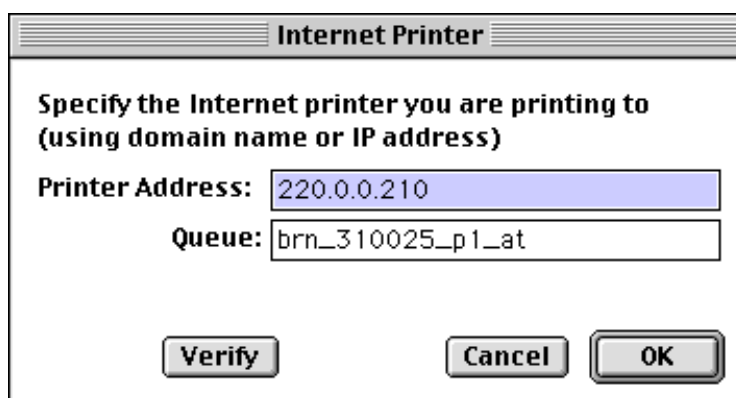 Internet Printer
Specify the Internet printer you are printing to
(using domain name or IP address)
Printer Address: 220.0.0.210
Queue: brn_310025_p1_at
Verify Cancel OK